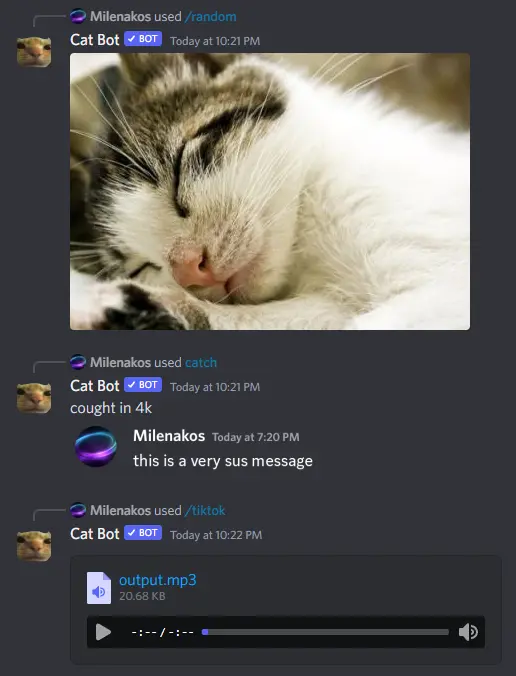 Milenakos used /random
Cat Bot ✓ BOT Today at 10:21 PM
Milenakos used catch
Cat Bot ✓ BOT Today at 10:21 PM
cought in 4k
Milenakos Today at 7:20 PM
this is a very sus message
Milenakos used /tiktok
Cat Bot ✓ BOT Today at 10:22 PM
output.mp3
20.68 KB
-:--/-:--